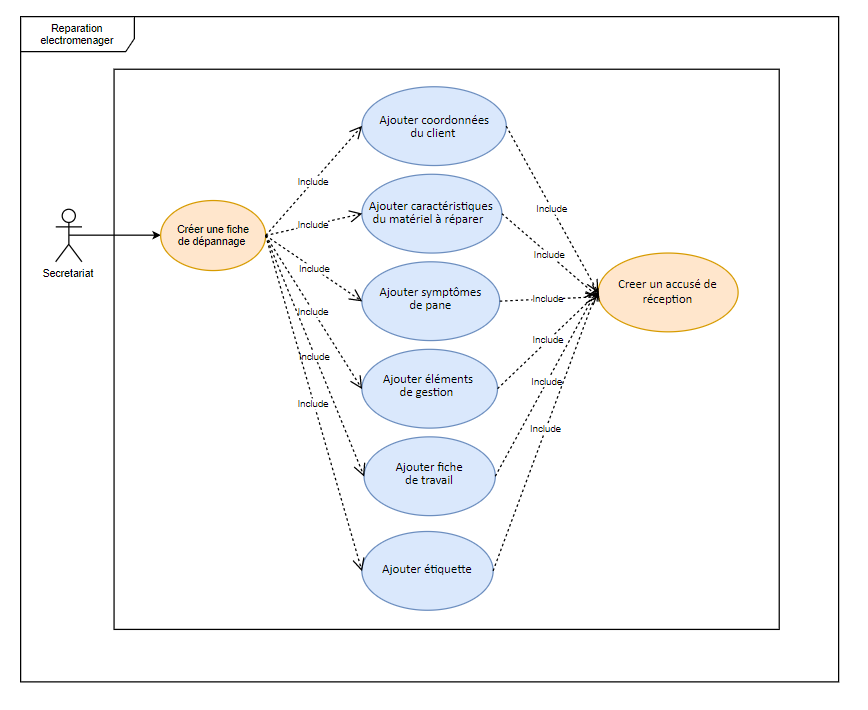 Reparation
electromenager
Ajouter coordonnées
du client
Include
Include
Ajouter caractéristiques
du matériel à réparer
Include
Include
Créer une fiche
de dépannage
Secretariat
Ajouter symptômes
de pane
Include
Include
Creer un accusé de
réception
Include
Include
Ajouter éléments
de gestion
Include
Include
Ajouter fiche
de travail
Include
Include
Ajouter étiquette